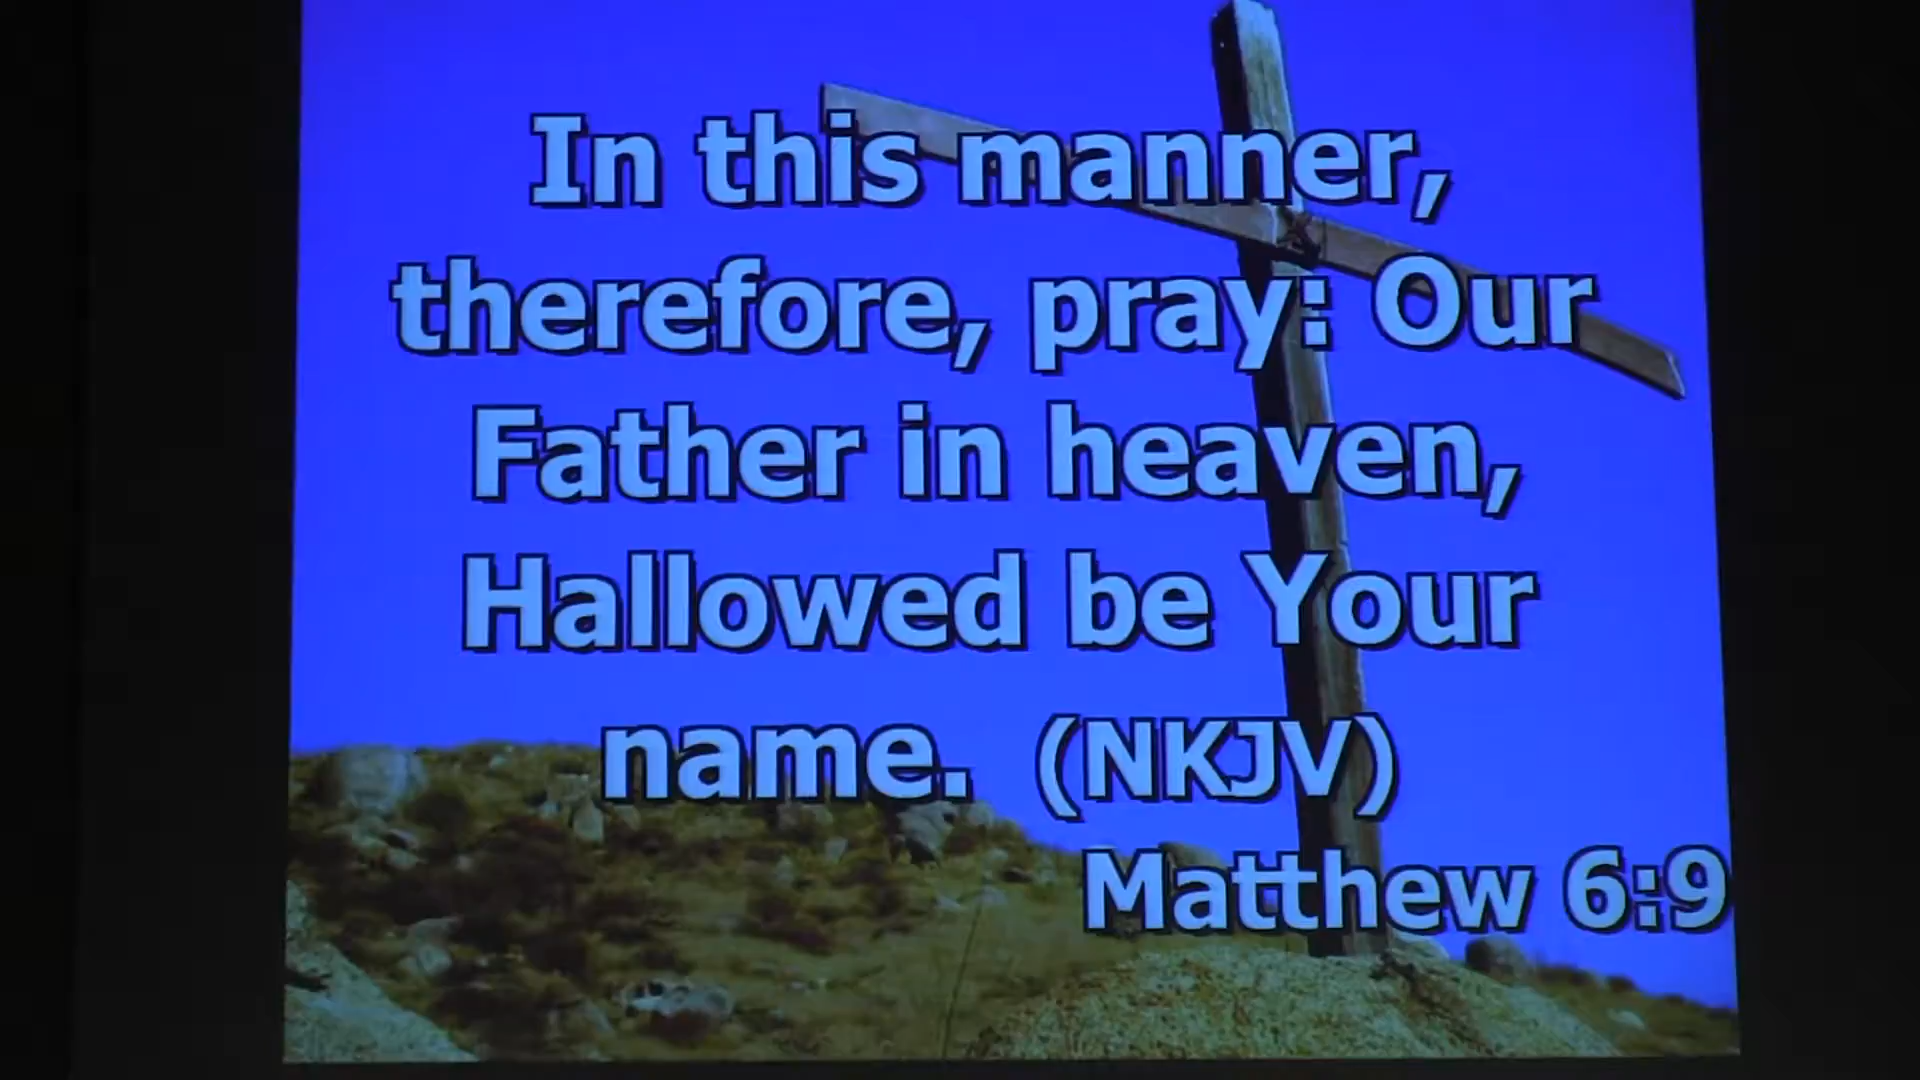 In this manner,
therefore, pray: Our
Father in heaven,
Hallowed be Your
name. (NKJV)
Matthew 6:9